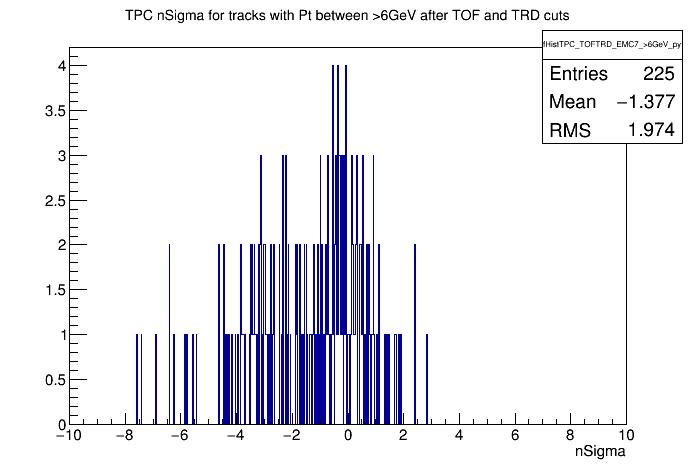 TPC nSigma for tracks with Pt between >6GeV after TOF and TRD cuts
fHistTPC_TOFTRD_EMC7_>6GeV_py
Entries 225
Mean −1.377
RMS 1.974
4
3.5
3
2.5
2
1.5
1
0.5
0
−10 −8 −6 −4 −2 0 2 4 6 8 10
nSigma